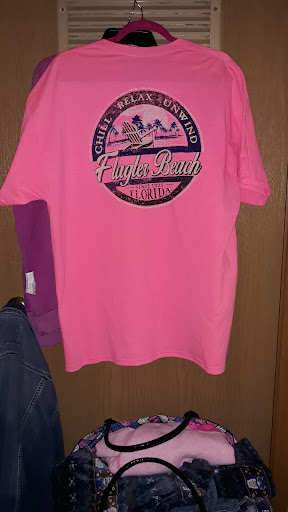 CHILL • RELAX • UNWIND
Flagler Beach
FLORIDA